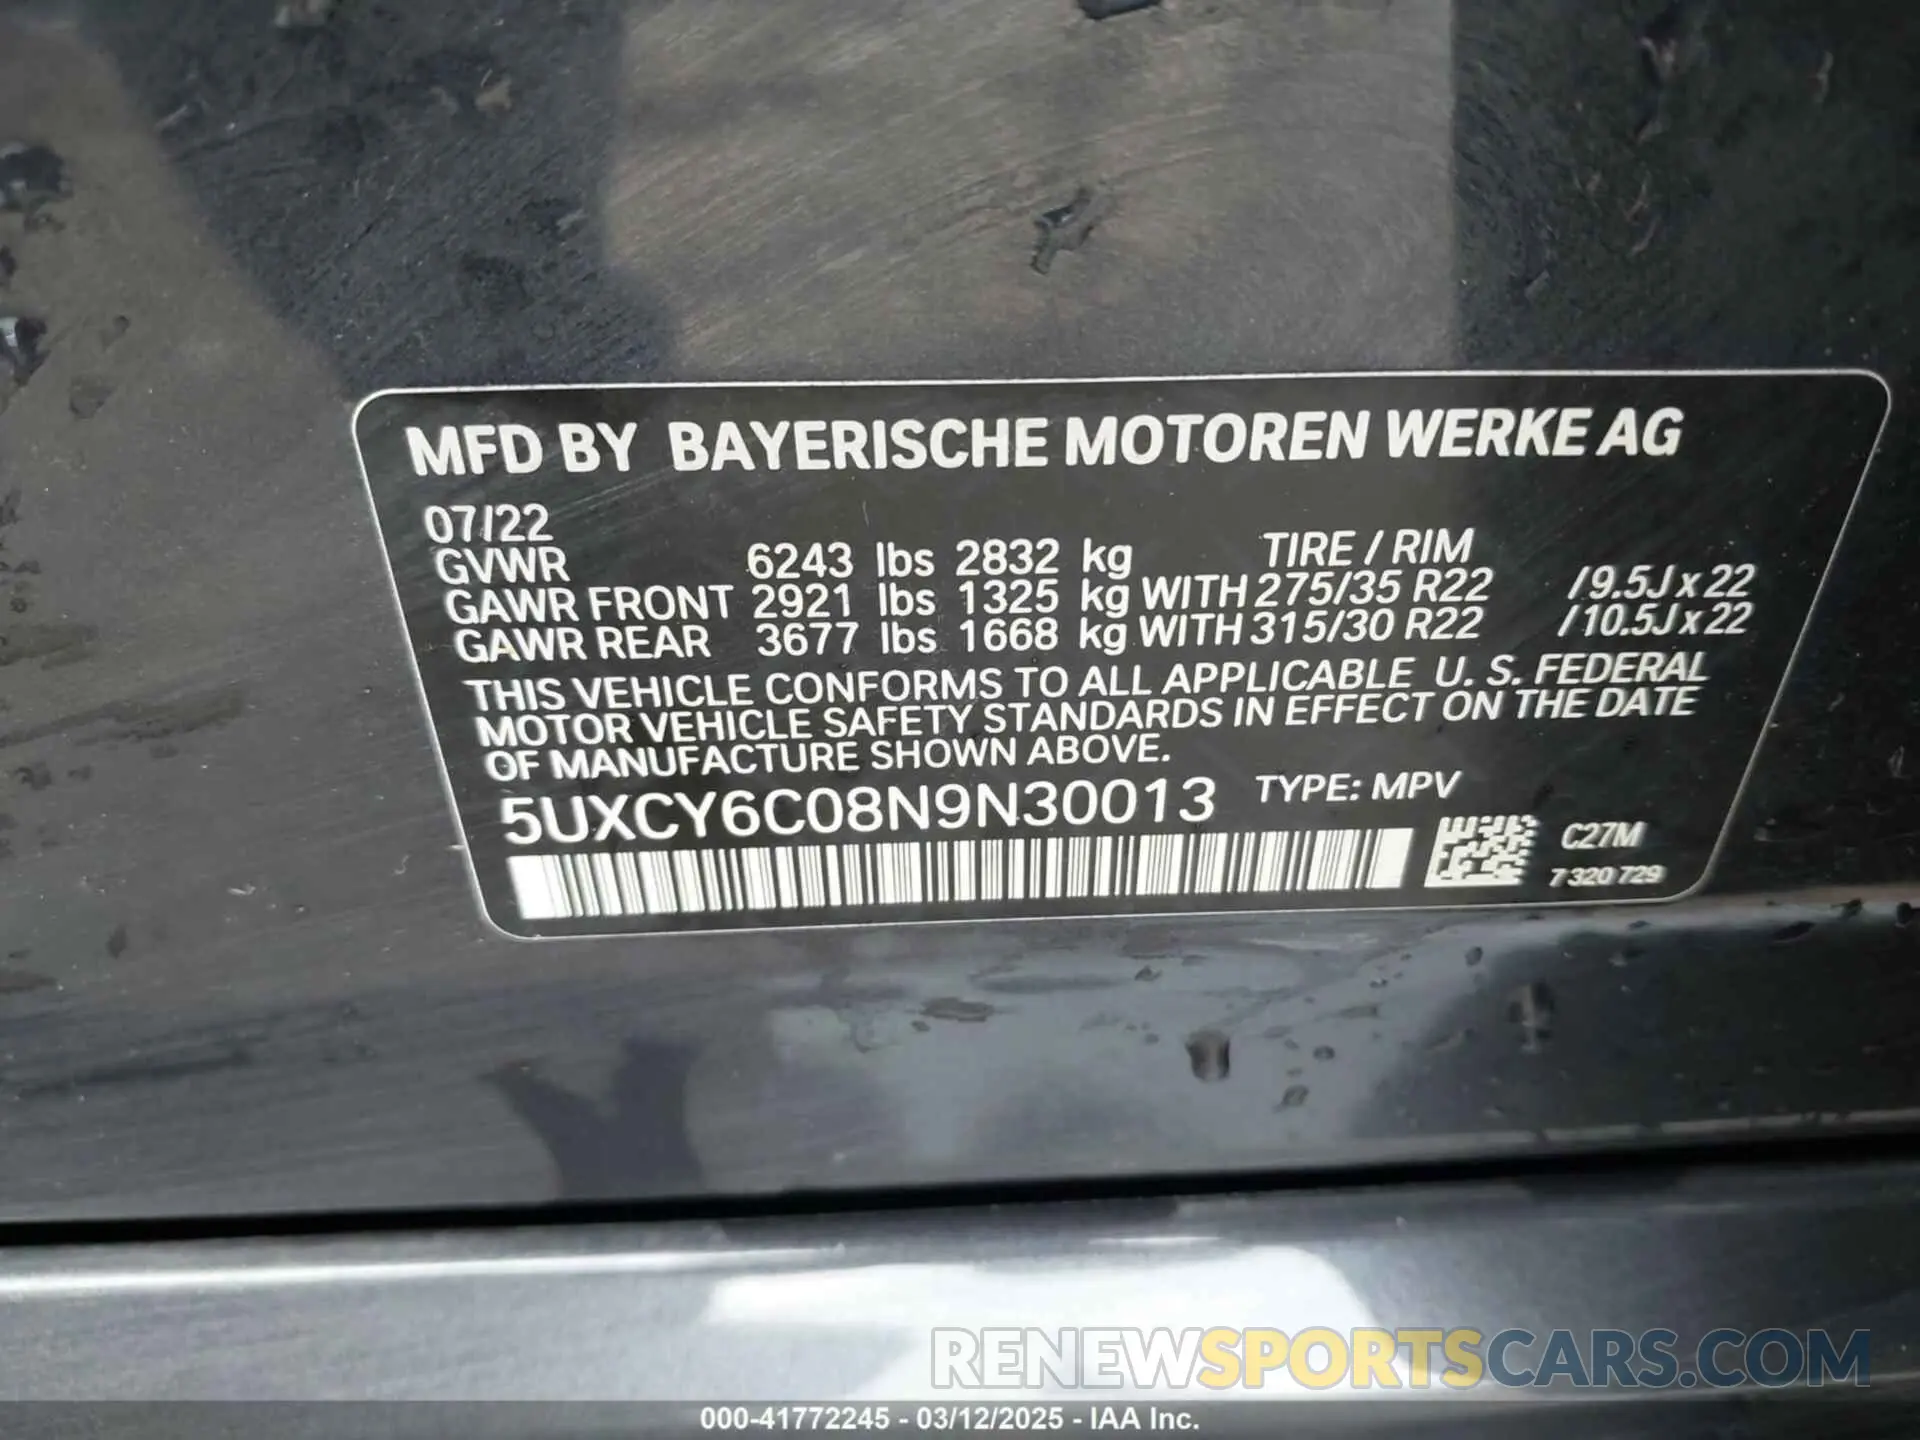 MFD BY BAYERISCHE MOTOREN WERKE AG
07/22
GVWR 6243 lbs 2832 kg TIRE / RIM
GAWR FRONT 2921 lbs 1325 kg WITH 275/35 R22 /9.5J x 22
GAWR REAR 3677 lbs 1668 kg WITH 315/30 R22 /10.5J x 22
THIS VEHICLE CONFORMS TO ALL APPLICABLE U. S. FEDERAL
MOTOR VEHICLE SAFETY STANDARDS IN EFFECT ON THE DATE
OF MANUFACTURE SHOWN ABOVE.
5UXCY6C08N9N30013 TYPE: MPV
C27M
7 320 729
RENEWSPORTSCARS.COM
000-41772245 - 03/12/2025 - IAA Inc.